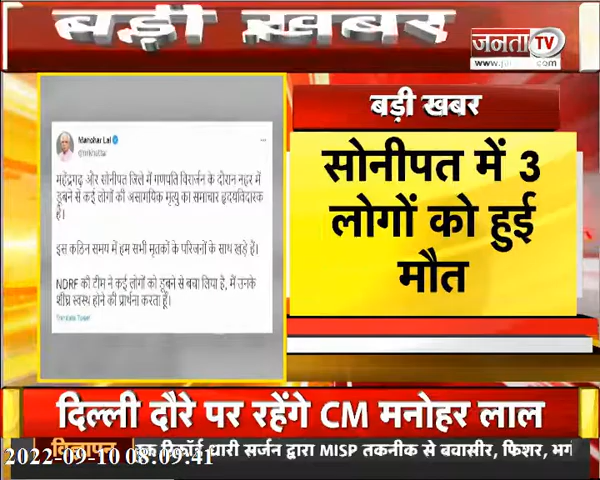 बड़ी ख़बर
जनता TV
बड़ी खबर
Manohar Lal
@mlkhattar
महेंद्रगढ़ और सोनीपत जिले में गणपति विसर्जन के दौरान नहर में
डूबने से कई लोगों की असामयिक मृत्यु का समाचार हृदयविदारक
है।
इस कठिन समय में हम सभी मृतकों के परिजनों के साथ खड़े हैं।
NDRF की टीम ने कई लोगों को डूबने से बचा लिया है, मैं उनके
शीघ्र स्वस्थ होने की प्रार्थना करता हूँ।
Translate Tweet
सोनीपत में 3
लोगों को हुई
मौत
दिल्ली दौरे पर रहेंगे CM मनोहर लाल
विज्ञापन
रिकॉर्ड धारी सर्जन द्वारा MISP तकनीक से बवासीर, फिशर, भगं
2022-09-10 08:09:41